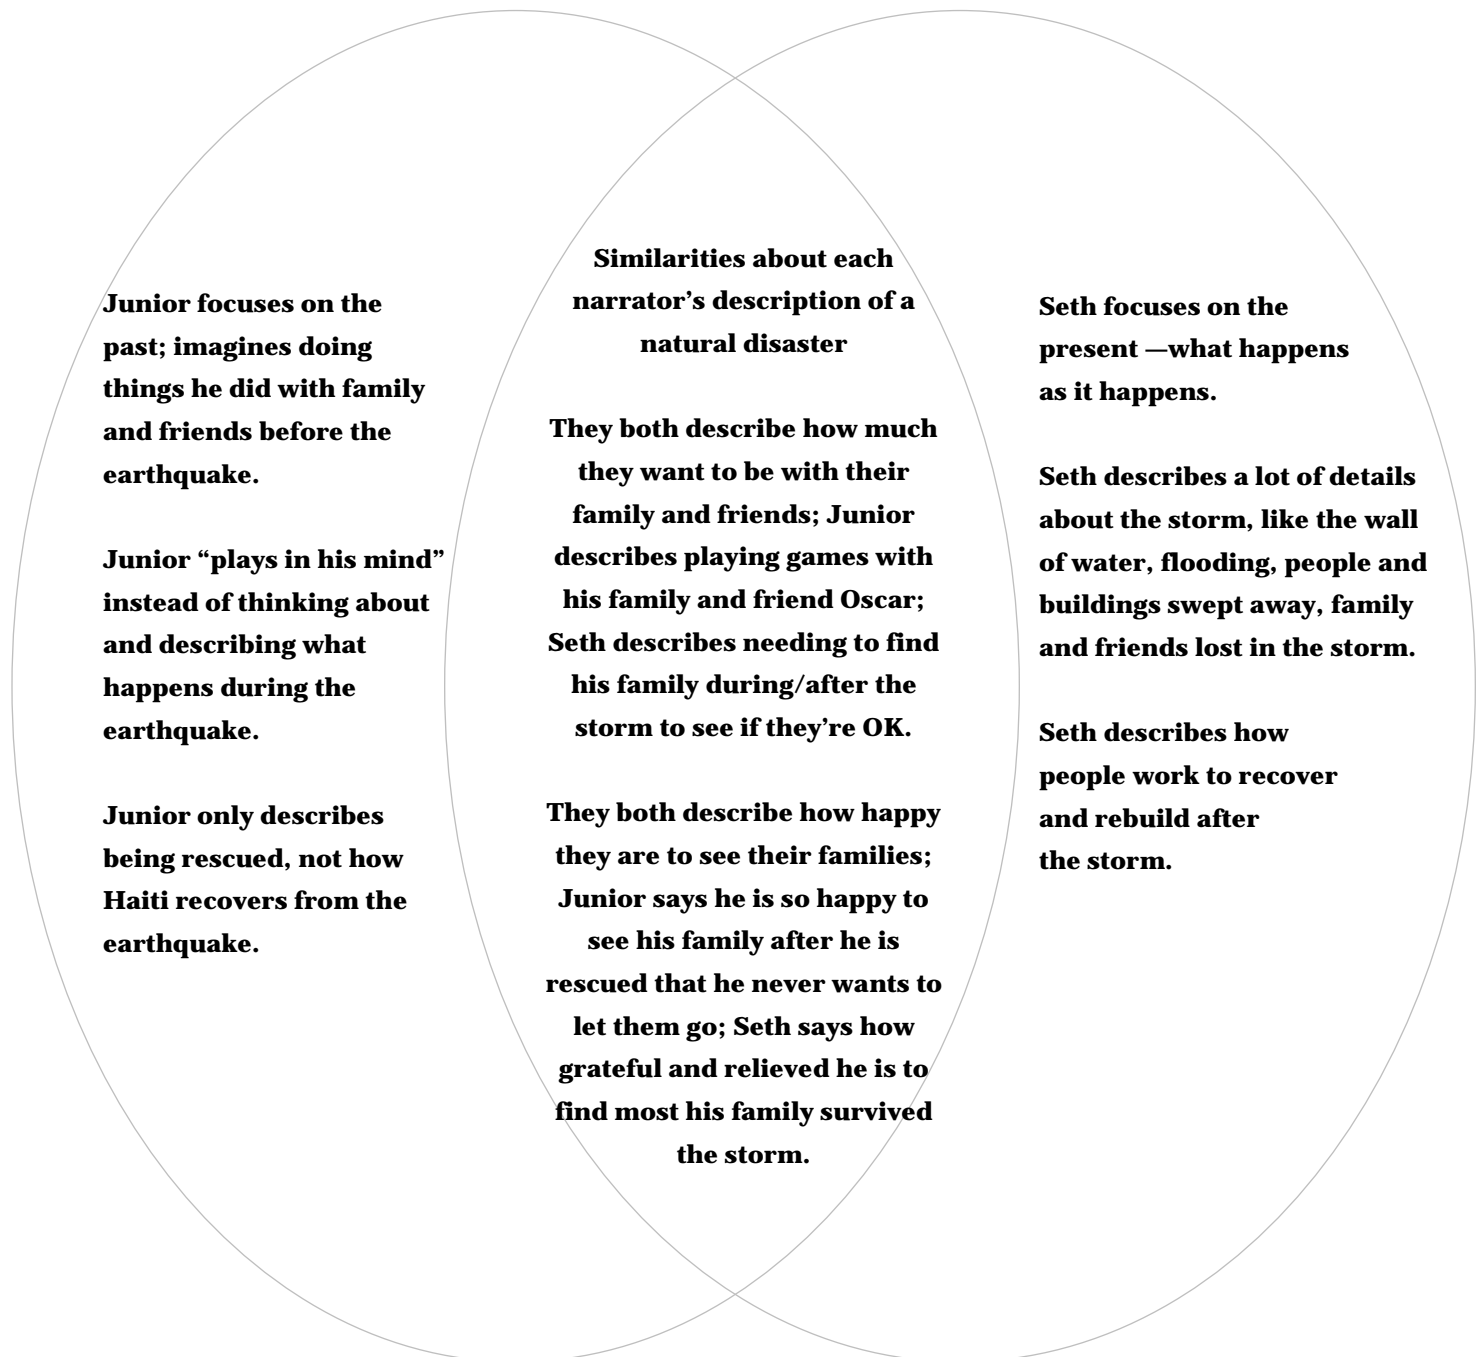 Junior focuses on the
past; imagines doing
things he did with family
and friends before the
earthquake.
Junior “plays in his mind”
instead of thinking about
and describing what
happens during the
earthquake.
Junior only describes
being rescued, not how
Haiti recovers from the
earthquake.
Similarities about each
narrator’s description of a
natural disaster
They both describe how much
they want to be with their
family and friends; Junior
describes playing games with
his family and friend Oscar;
Seth describes needing to find
his family during/after the
storm to see if they’re OK.
They both describe how happy
they are to see their families;
Junior says he is so happy to
see his family after he is
rescued that he never wants to
let them go; Seth says how
grateful and relieved he is to
find most his family survived
the storm.
Seth focuses on the
present —what happens
as it happens.
Seth describes a lot of details
about the storm, like the wall
of water, flooding, people and
buildings swept away, family
and friends lost in the storm.
Seth describes how
people work to recover
and rebuild after
the storm.